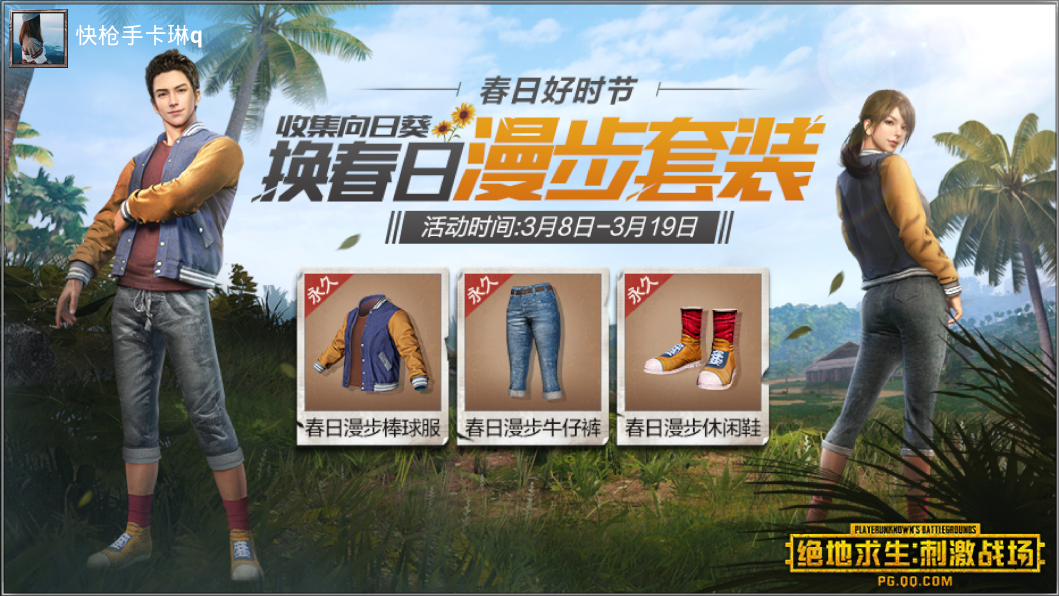 快枪手卡琳q
春日好时节
收集向日葵
换春日漫步套装
活动时间:3月8日-3月19日
永久
永久
永久
春日漫步棒球服
春日漫步牛仔裤
春日漫步休闲鞋
PLAYERUNKNOWN'S BATTLEGROUNDS
绝地求生:刺激战场
PG.QQ.COM